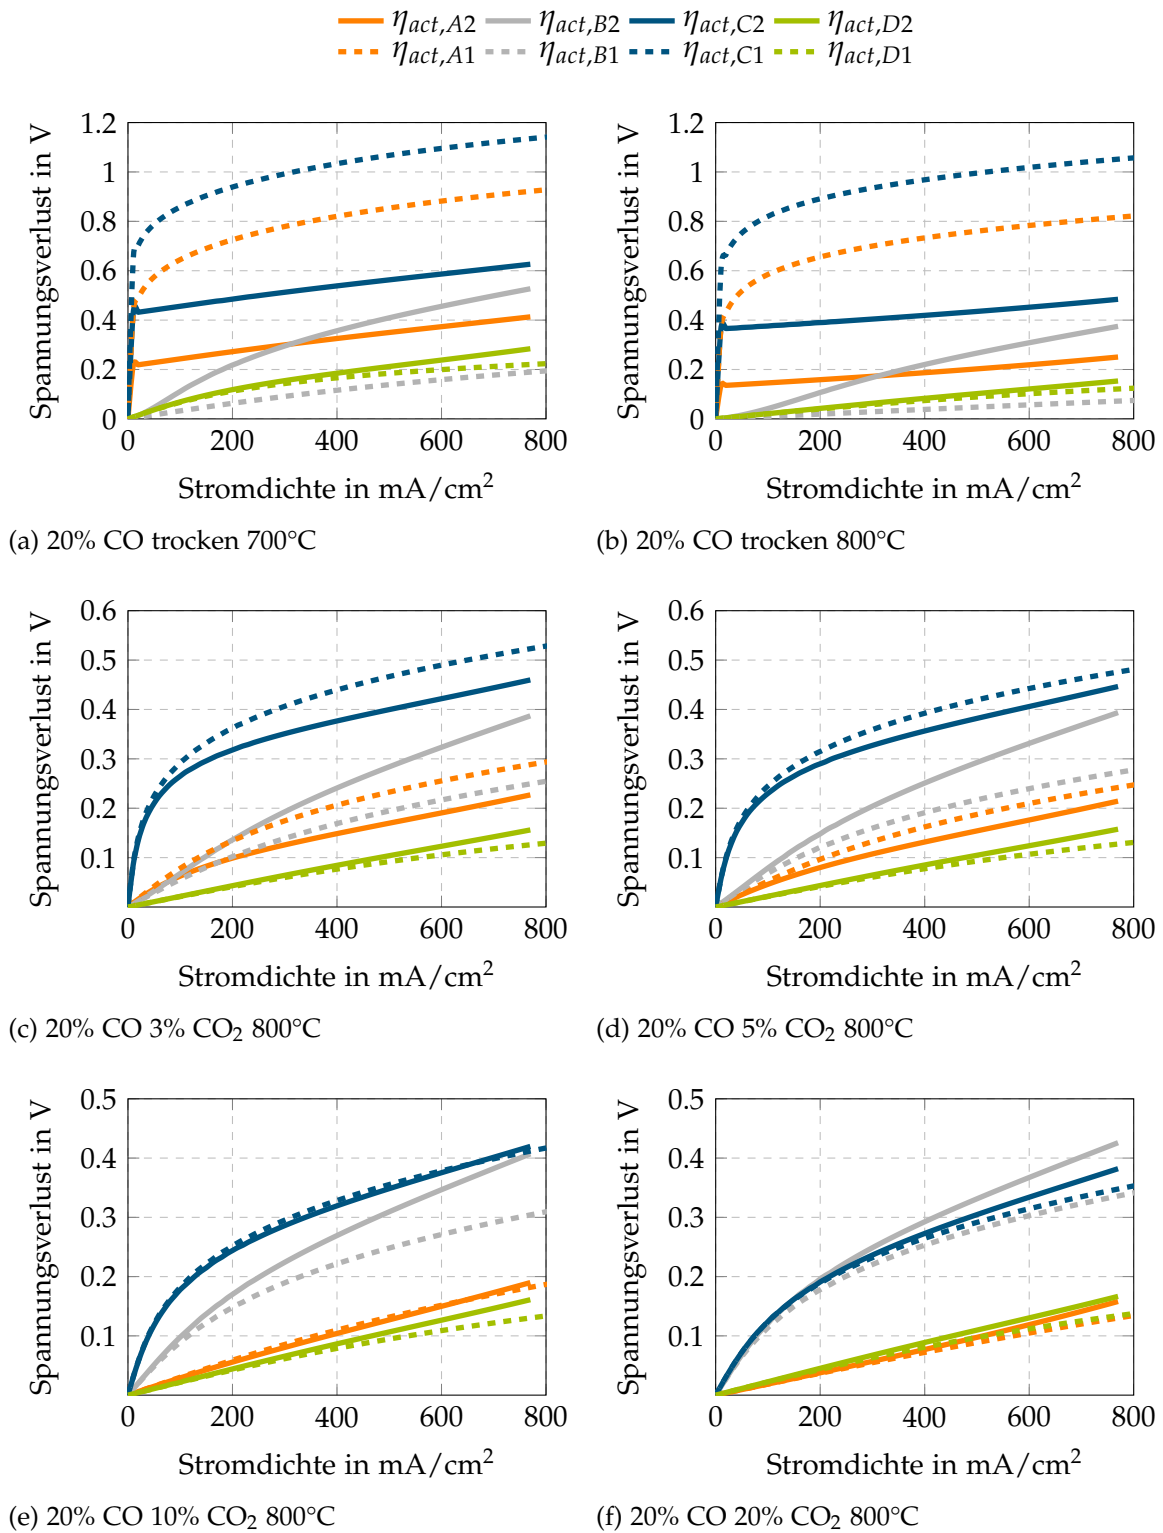 η_act,A2 η_act,B2 η_act,C2 η_act,D2
η_act,A1 η_act,B1 η_act,C1 η_act,D1
Spannungsverlust in V
1.2
1
0.8
0.6
0.4
0.2
0
0 200 400 600 800
Stromdichte in mA/cm²
(a) 20% CO trocken 700°C
Spannungsverlust in V
1.2
1
0.8
0.6
0.4
0.2
0
0 200 400 600 800
Stromdichte in mA/cm²
(b) 20% CO trocken 800°C
Spannungsverlust in V
0.6
0.5
0.4
0.3
0.2
0.1
0 200 400 600 800
Stromdichte in mA/cm²
(c) 20% CO 3% CO₂ 800°C
Spannungsverlust in V
0.6
0.5
0.4
0.3
0.2
0.1
0 200 400 600 800
Stromdichte in mA/cm²
(d) 20% CO 5% CO₂ 800°C
Spannungsverlust in V
0.5
0.4
0.3
0.2
0.1
0 200 400 600 800
Stromdichte in mA/cm²
(e) 20% CO 10% CO₂ 800°C
Spannungsverlust in V
0.5
0.4
0.3
0.2
0.1
0 200 400 600 800
Stromdichte in mA/cm²
(f) 20% CO 20% CO₂ 800°C